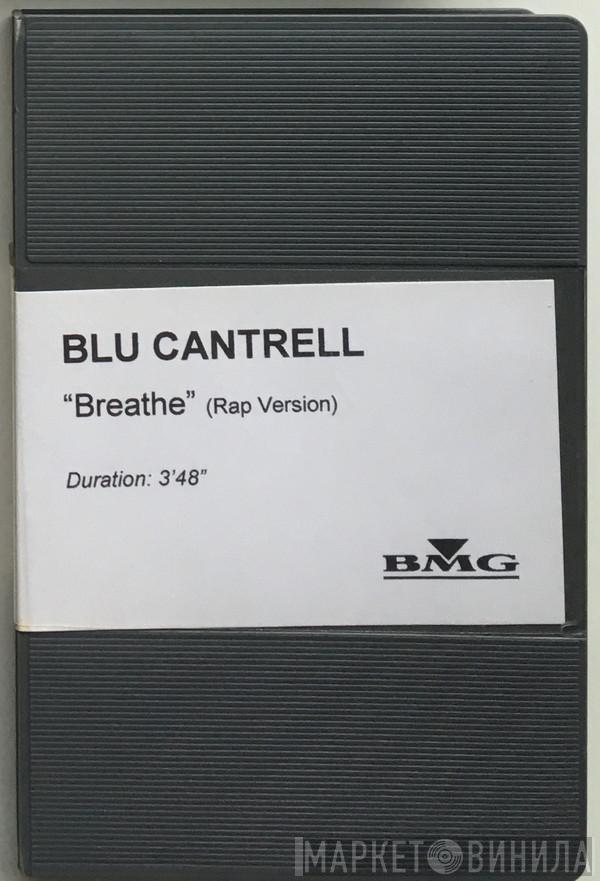 BLU CANTRELL
“Breathe” (Rap Version)
Duration: 3’48”
BMG
МАРКЕТ ВИНИЛА